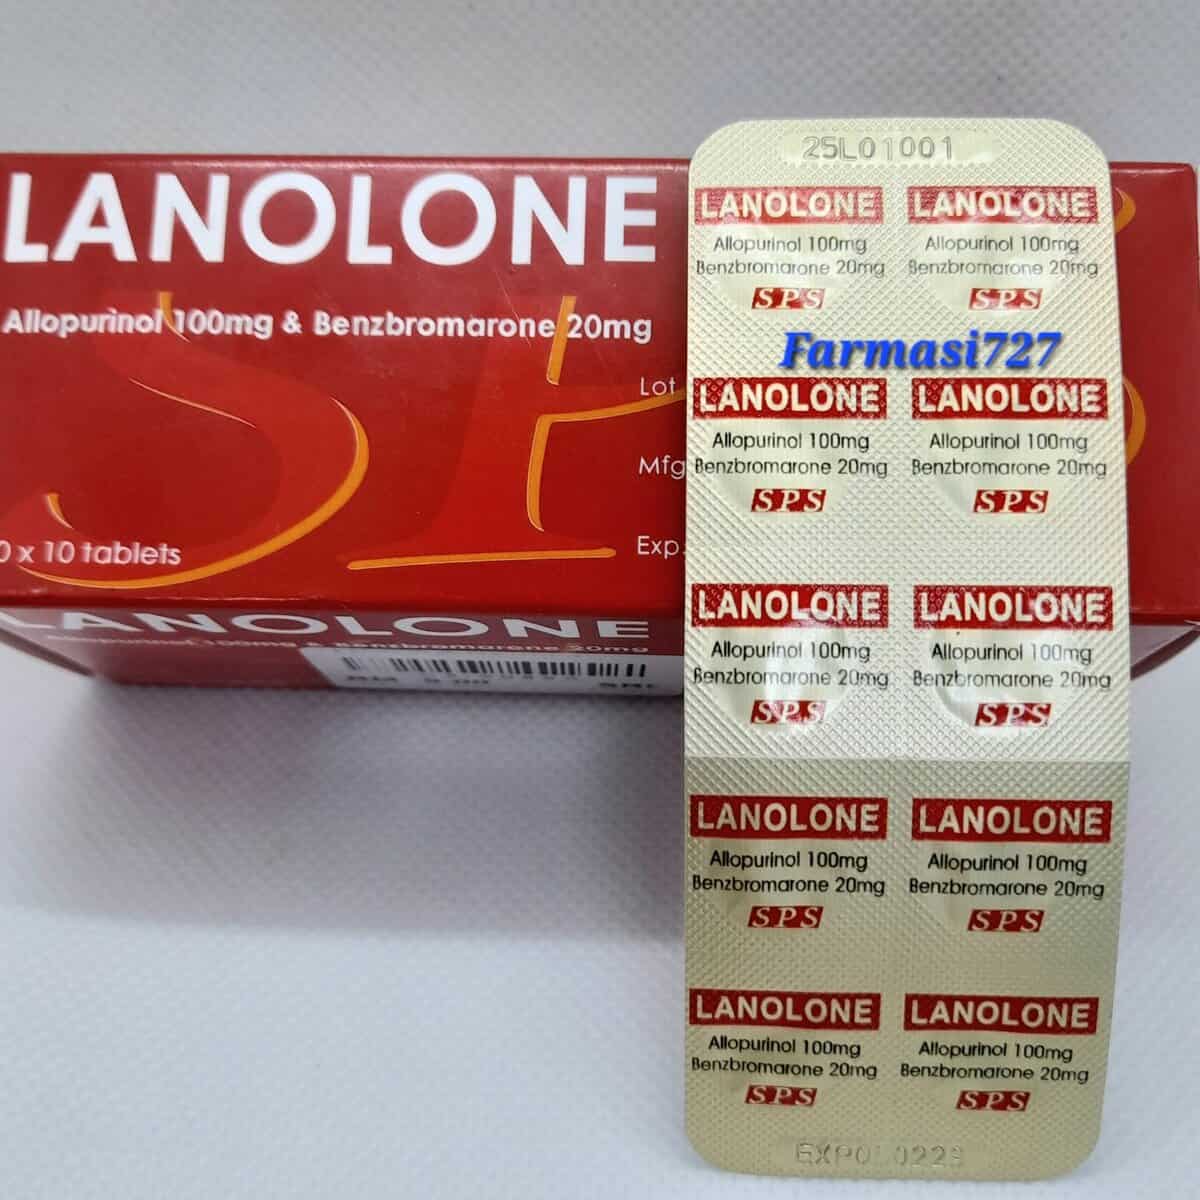 LANOLONE
Allopurinol 100mg & Benzbromarone 20mg
Lot
Mfg
Exp.
0 x 10 tablets
LANOLONE
Allopurinol 100mg & Benzbromarone 20mg
25L01001
LANOLONE LANOLONE
Allopurinol 100mg Allopurinol 100mg
Benzbromarone 20mg Benzbromarone 20mg
SPS SPS
Farmasi727
LANOLONE LANOLONE
Allopurinol 100mg Allopurinol 100mg
Benzbromarone 20mg Benzbromarone 20mg
SPS SPS
LANOLONE LANOLONE
Allopurinol 100mg Allopurinol 100mg
Benzbromarone 20mg Benzbromarone 20mg
SPS SPS
LANOLONE LANOLONE
Allopurinol 100mg Allopurinol 100mg
Benzbromarone 20mg Benzbromarone 20mg
SPS SPS
LANOLONE LANOLONE
Allopurinol 100mg Allopurinol 100mg
Benzbromarone 20mg Benzbromarone 20mg
SPS SPS